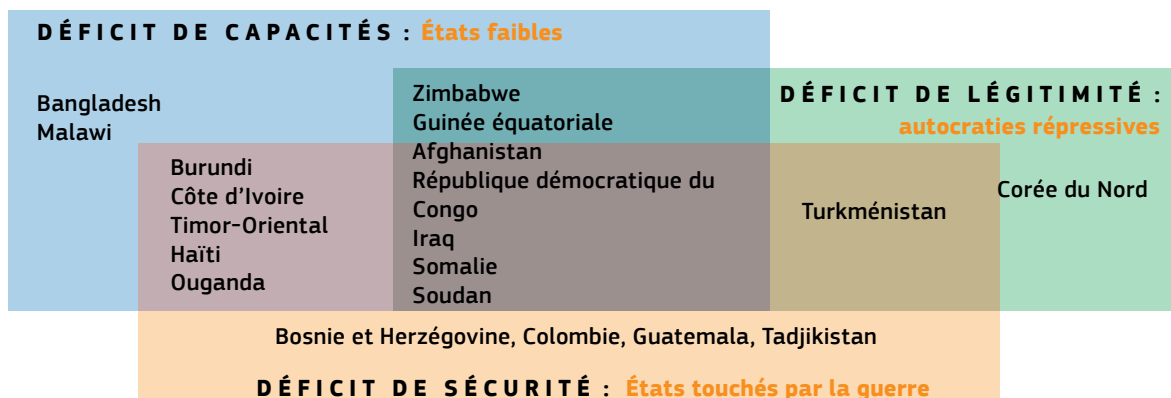 DÉFICIT DE CAPACITÉS : États faibles
Bangladesh
Malawi
Zimbabwe
Guinée équatoriale
Afghanistan
République démocratique du
Congo
Iraq
Somalie
Soudan
DÉFICIT DE LÉGITIMITÉ :
autocraties répressives
Burundi
Côte d'Ivoire
Timor-Oriental
Haïti
Ouganda
Turkménistan
Corée du Nord
Bosnie et Herzégovine, Colombie, Guatemala, Tadjikistan
DÉFICIT DE SÉCURITÉ : États touchés par la guerre